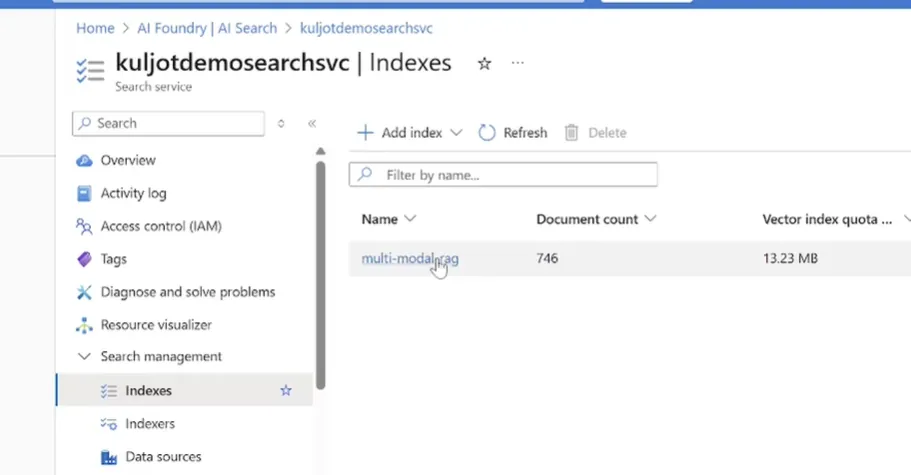 Home > AI Foundry | AI Search > kuljotdemosearchsvc
kuljotdemosearchsvc | Indexes
Search service
Search
Add index
Refresh
Delete
Overview
Activity log
Access control (IAM)
Tags
Diagnose and solve problems
Resource visualizer
Search management
Indexes
Indexers
Data sources
Filter by name...
Name
Document count
Vector index quota ...
multi-modal-rag
746
13.23 MB